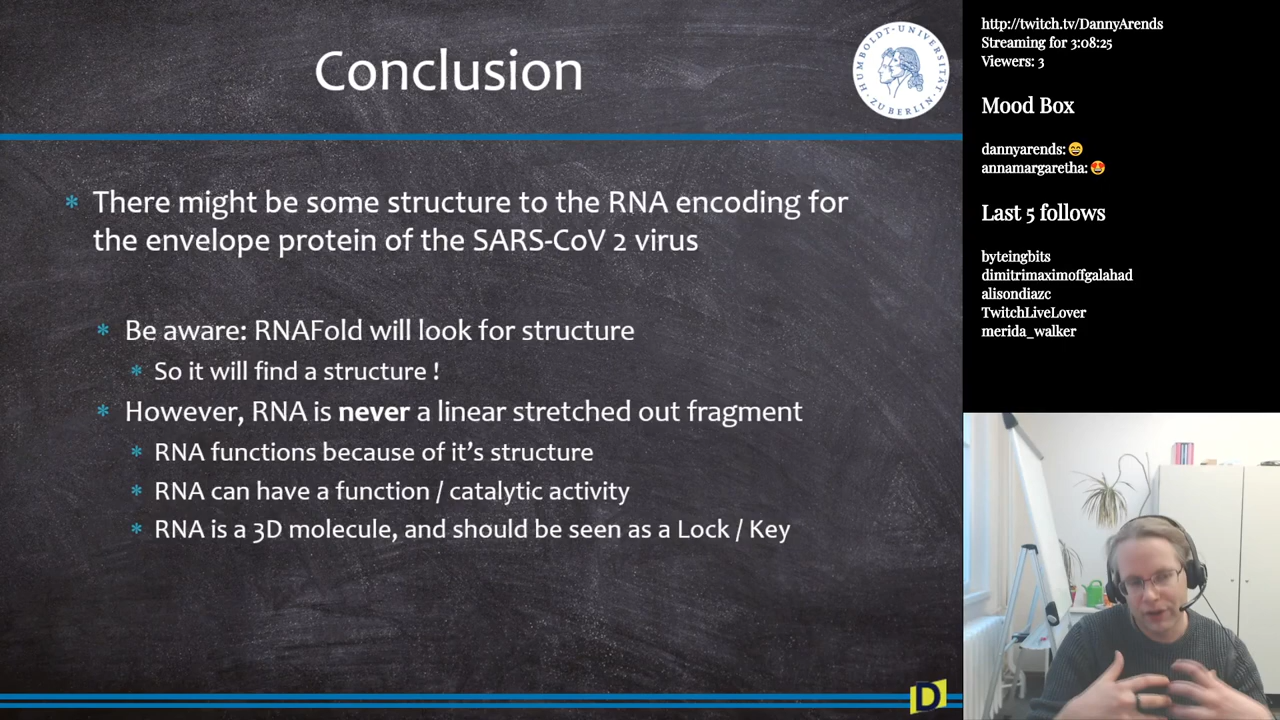 Conclusion
HUMBOLDT-UNIVERSITÄT ZU BERLIN
There might be some structure to the RNA encoding for
the envelope protein of the SARS-CoV 2 virus
Be aware: RNAFold will look for structure
So it will find a structure !
However, RNA is never a linear stretched out fragment
RNA functions because of it's structure
RNA can have a function / catalytic activity
RNA is a 3D molecule, and should be seen as a Lock / Key
D
http://twitch.tv/DannyArends
Streaming for 3:08:25
Viewers: 3
Mood Box
dannyarends: 😄
annamargaretha: 😍
Last 5 follows
byteingbits
dimitrimaximoffgalahad
alisondiazc
TwitchLiveLover
merida_walker